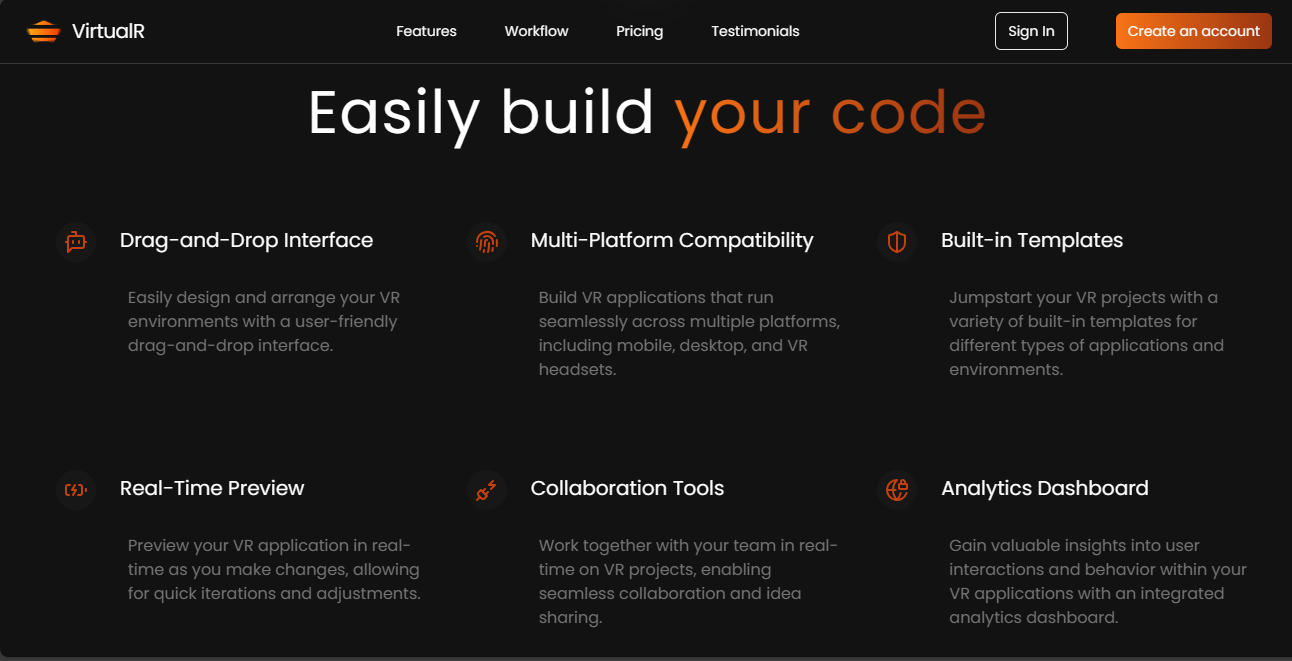 VirtualR
Features
Workflow
Pricing
Testimonials
Sign In
Create an account
Easily build your code
Drag-and-Drop Interface
Easily design and arrange your VR
environments with a user-friendly
drag-and-drop interface.
Multi-Platform Compatibility
Build VR applications that run
seamlessly across multiple platforms,
including mobile, desktop, and VR
headsets.
Built-in Templates
Jumpstart your VR projects with a
variety of built-in templates for
different types of applications and
environments.
Real-Time Preview
Preview your VR application in real-
time as you make changes, allowing
for quick iterations and adjustments.
Collaboration Tools
Work together with your team in real-
time on VR projects, enabling
seamless collaboration and idea
sharing.
Analytics Dashboard
Gain valuable insights into user
interactions and behavior within your
VR applications with an integrated
analytics dashboard.